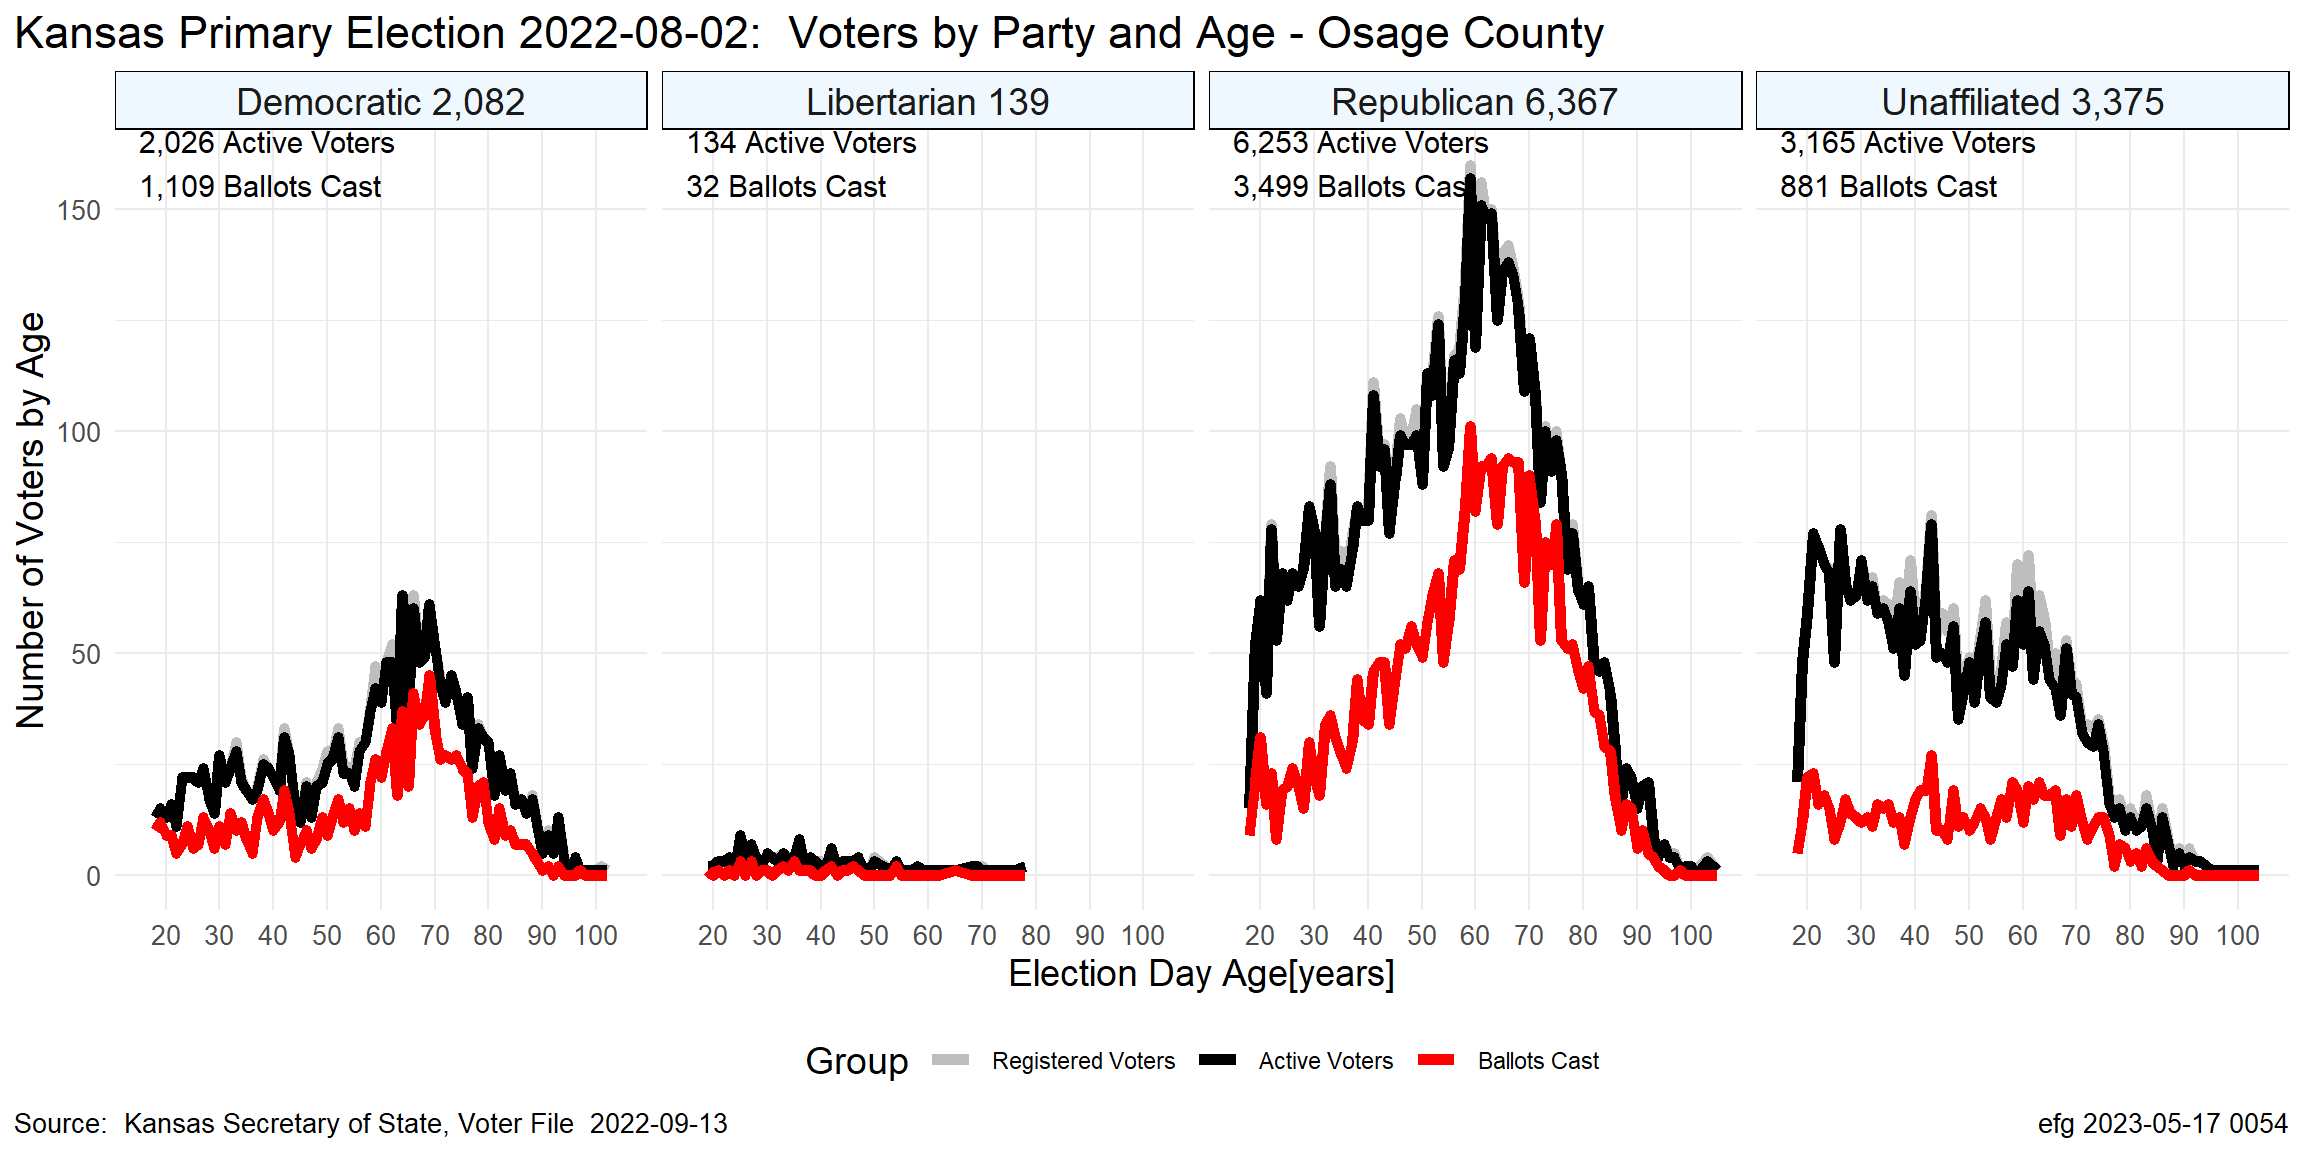 Kansas Primary Election 2022-08-02:  Voters by Party and Age - Osage County
Democratic 2,082
Libertarian 139
Republican 6,367
Unaffiliated 3,375
2,026 Active Voters
1,109 Ballots Cast
134 Active Voters
32 Ballots Cast
6,253 Active Voters
3,499 Ballots Cast
3,165 Active Voters
881 Ballots Cast
Number of Voters by Age
150
100
50
0
20 30 40 50 60 70 80 90 100
20 30 40 50 60 70 80 90 100
20 30 40 50 60 70 80 90 100
20 30 40 50 60 70 80 90 100
Election Day Age[years]
Group Registered Voters Active Voters Ballots Cast
Source:  Kansas Secretary of State, Voter File  2022-09-13
efg 2023-05-17 0054